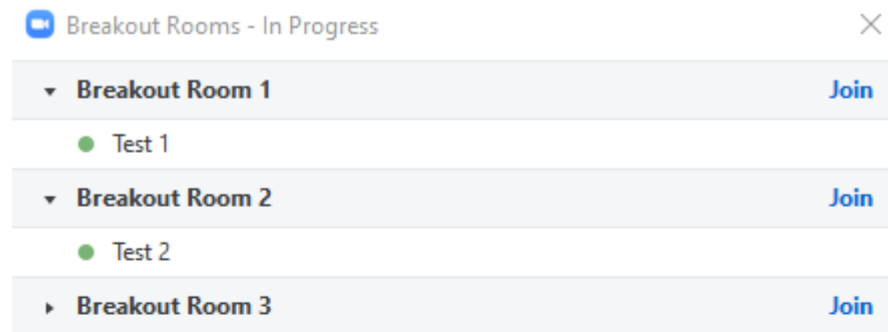 Breakout Rooms - In Progress
Breakout Room 1 Join
Test 1
Breakout Room 2 Join
Test 2
Breakout Room 3 Join